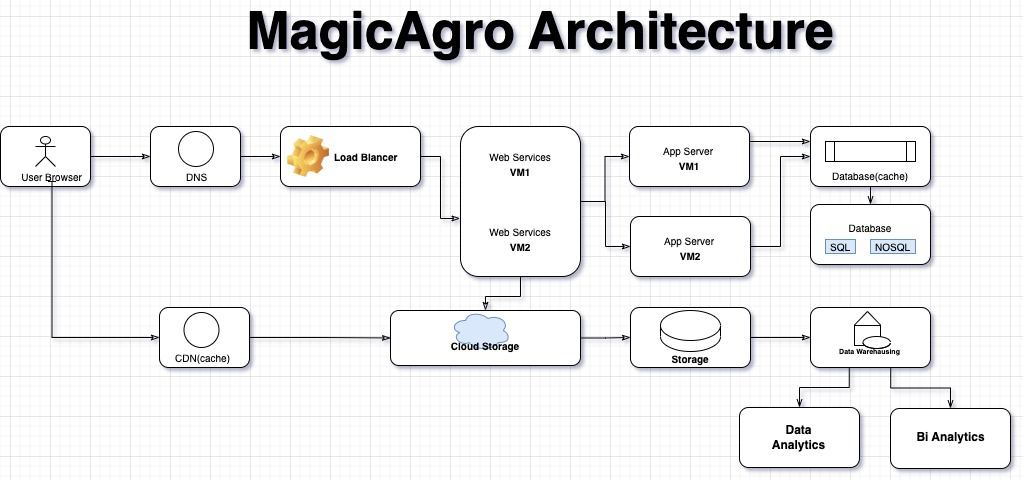 MagicAgro Architecture
User Browser
DNS
Load Blancer
Web Services
VM1
Web Services
VM2
App Server
VM1
App Server
VM2
Database(cache)
Database
SQL
NOSQL
CDN(cache)
Cloud Storage
Storage
Data Warehausing
Data
Analytics
Bi Analytics